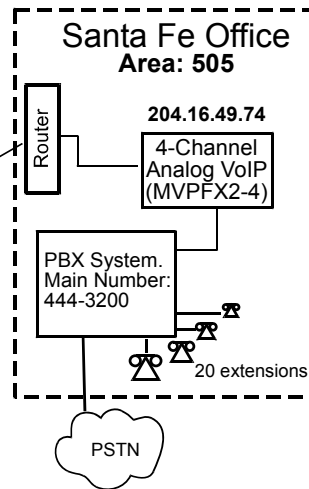 Santa Fe Office
Area: 505
204.16.49.74
Router
4-Channel
Analog VoIP
(MVPFX2-4)
PBX System.
Main Number:
444-3200
20 extensions
PSTN